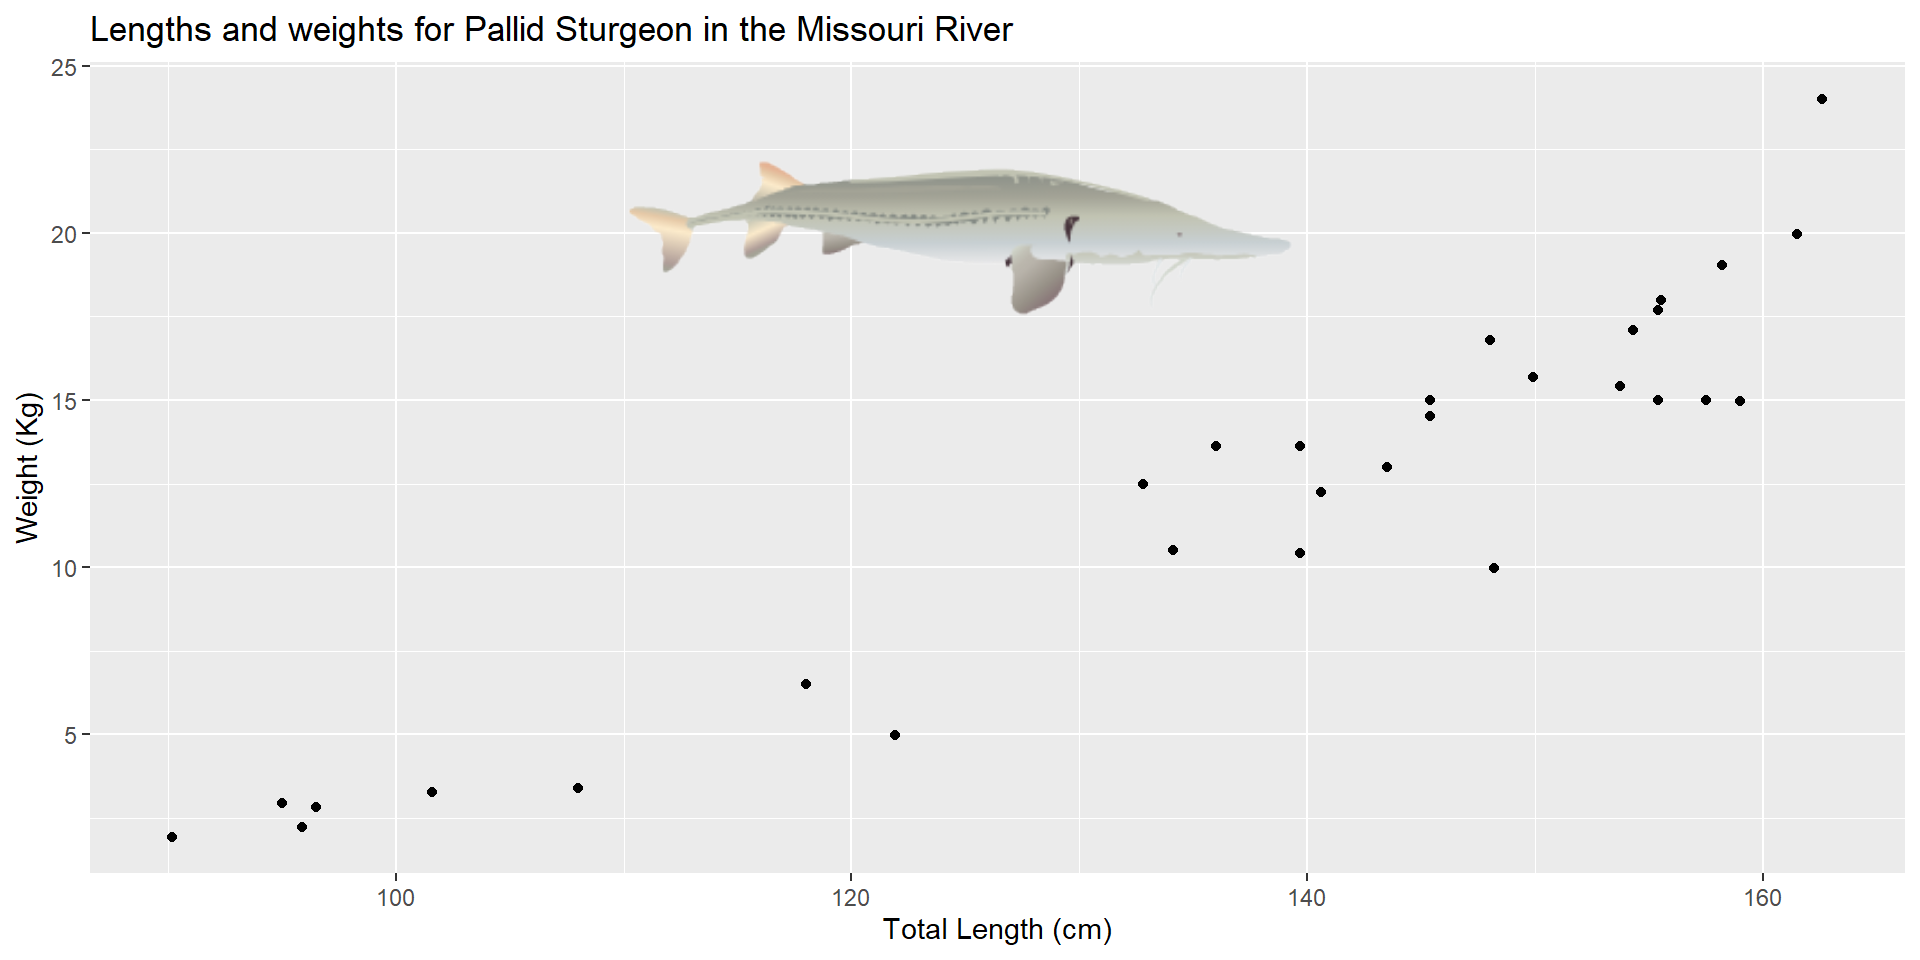 Lengths and weights for Pallid Sturgeon in the Missouri River
25
20
15
10
5
Weight (Kg)
100 120 140 160
Total Length (cm)